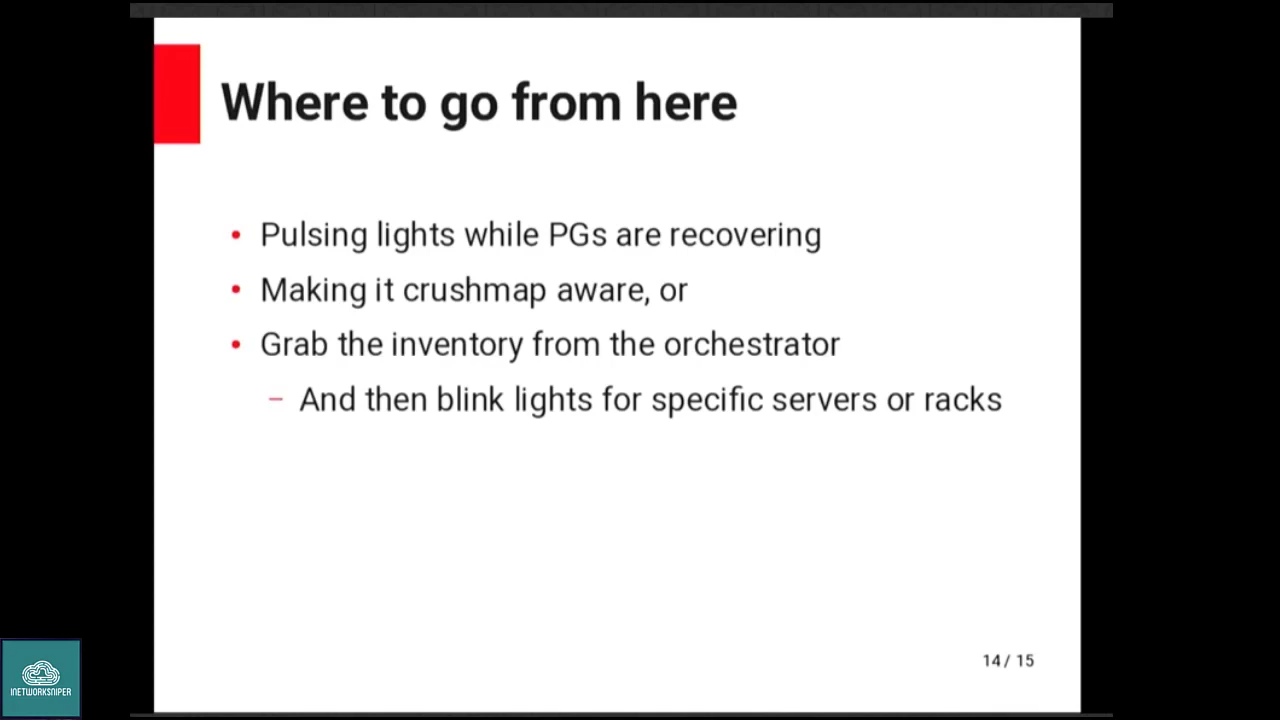 Where to go from here
• Pulsing lights while PGs are recovering
• Making it crushmap aware, or
• Grab the inventory from the orchestrator
– And then blink lights for specific servers or racks
14 / 15
INETWORKSNIPER